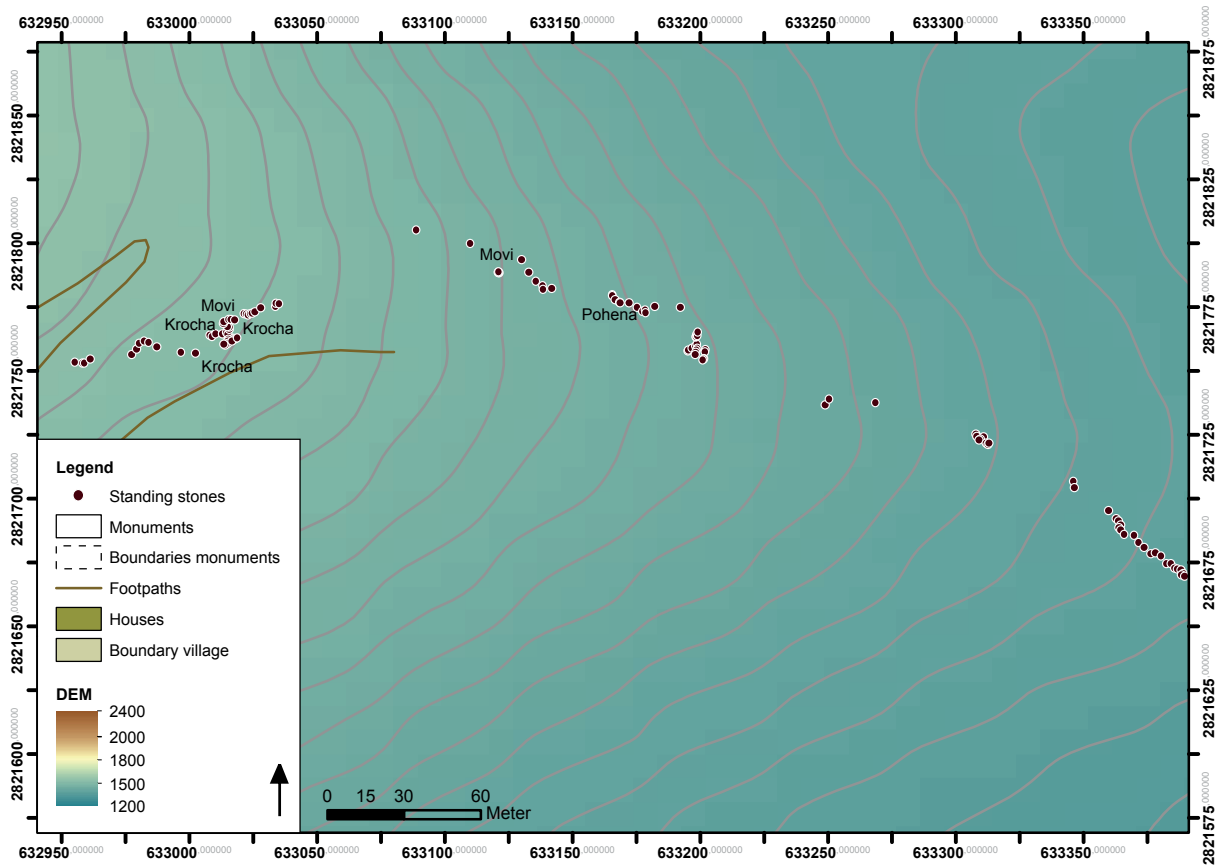 632950.000000 633000.000000 633050.000000 633100.000000 633150.000000 633200.000000 633250.000000 633300.000000 633350.000000
2821875.000000
2821850.000000
2821825.000000
2821800.000000
2821775.000000
2821750.000000
2821725.000000
2821700.000000
2821675.000000
2821650.000000
2821625.000000
2821600.000000
2821575.000000
Movi
Movi
Krocha
Krocha
Pohena
Krocha
Legend
Standing stones
Monuments
Boundaries monuments
Footpaths
Houses
Boundary village
DEM
2400
2000
1800
1500
1200
0 15 30 60
Meter
632950.000000 633000.000000 633050.000000 633100.000000 633150.000000 633200.000000 633250.000000 633300.000000 633350.000000